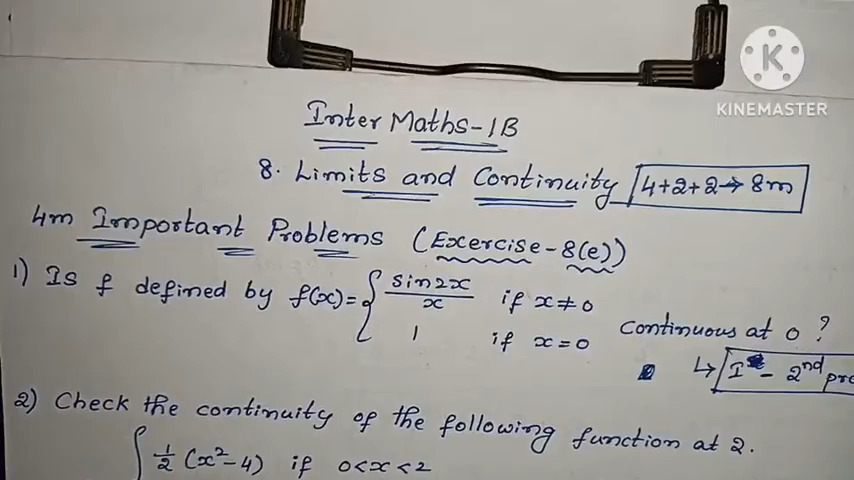 KINEMASTER
Inter Maths-1B
8. Limits and Continuity 4+2+2→8m
4m Important Problems (Exercise-8(e))
1) Is f defined by f(x)= { sin2x/x if x≠0
1 if x=0 Continuous at 0 ?
↳ I - 2nd
2) Check the continuity of the following function at 2.
{ 1/2 (x²-4) if 0<x<2